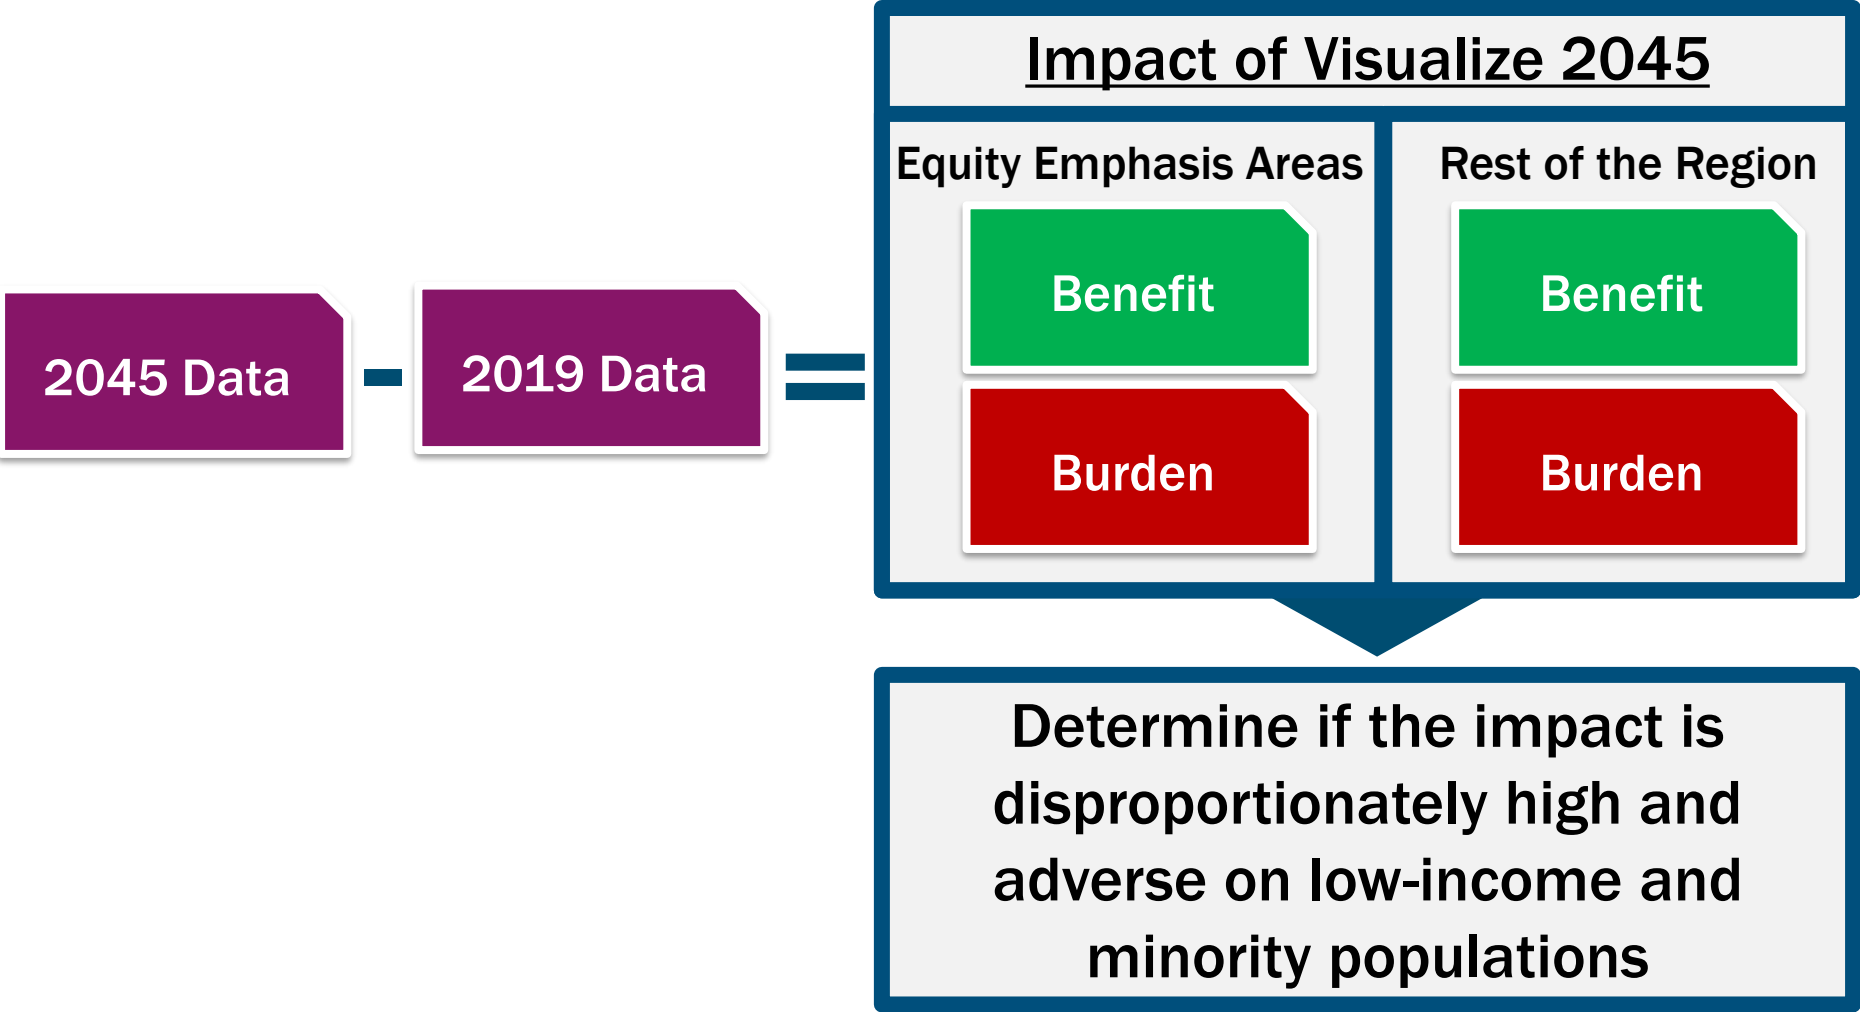 2045 Data
-
2019 Data
=
Impact of Visualize 2045
Equity Emphasis Areas
Benefit
Burden
Rest of the Region
Benefit
Burden
Determine if the impact is
disproportionately high and
adverse on low-income and
minority populations